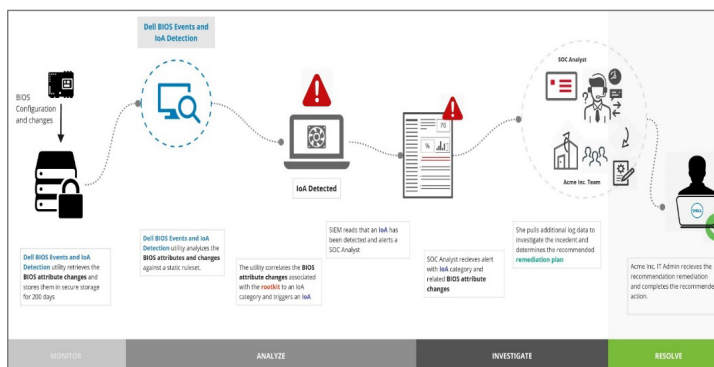 Dell BIOS Events and
IoA Detection
SOC Analyst
BIOS
Configuration
and changes
70
%
IoA Detected
Acme Inc. Team
DELL
SIEM reads that an IoA has
been detected and alerts a
SOC Analyst
She pulls additional log data to
investigate the incedent and
determines the recommended
remediation plan
Dell BIOS Events and IoA
Detection utility analyizes the
BIOS attributes and changes
against a static ruleset.
Dell BIOS Events and IoA
Detection utility retrieves the
BIOS attribute changes and
stores them in secure storage
for 200 days
The utility correlates the BIOS
attribute changes associated
with the rootkit to an IoA
category and triggers an IoA
SOC Analyst recieves alert
with IoA category and
related BIOS attribute
changes
Acme Inc. IT Admin recieves the
recommendation remediation
and completes the recommende
action.
MONITOR
ANALYZE
INVESTIGATE
RESOLVE